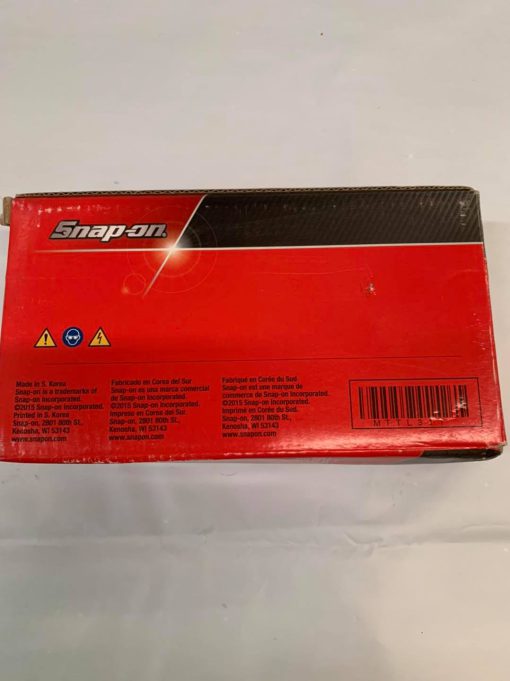 Snap-on
Made in S. Korea
Snap-on is a trademark of
Snap-on Incorporated.
©2015 Snap-on Incorporated.
Printed in S. Korea
Snap-on, 2801 80th St.,
Kenosha, WI 53143
www.snapon.com
Fabricado en Corea del Sur
Snap-on es una marca comercial
de Snap-on Incorporated.
©2015 Snap-on Incorporated.
Impreso en Corea del Sur.
Snap-on, 2801 80th St.,
Kenosha, WI 53143
www.snapon.com
Fabriqué en Corée du Sud
Snap-on est une marque de
commerce de Snap-on Incorporated.
©2015 Snap-on Incorporated.
Imprimé en Corée du Sud.
Snap-on, 2801 80th St.,
Kenosha, WI 53143
www.snapon.com